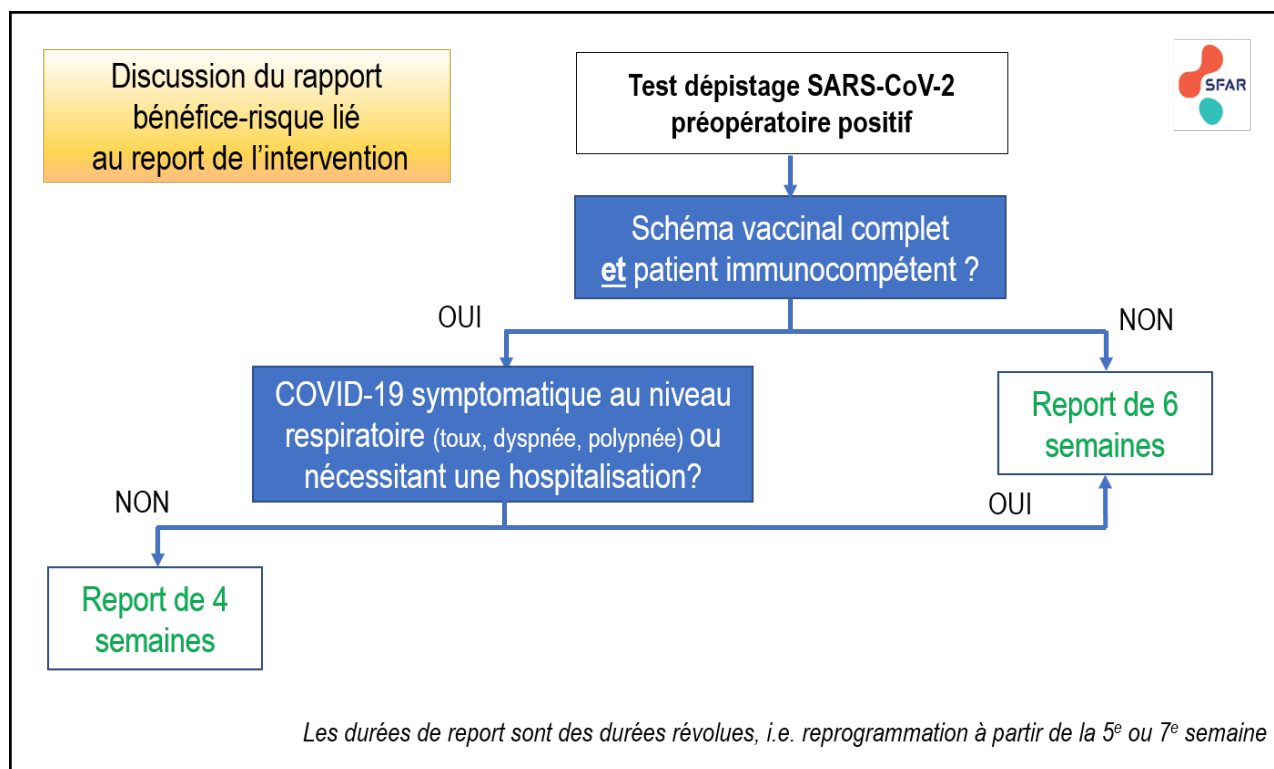 Discussion du rapport
bénéfice-risque lié
au report de l'intervention
Test dépistage SARS-CoV-2
préopératoire positif
SFAR
Schéma vaccinal complet
et patient immunocompétent ?
OUI
NON
COVID-19 symptomatique au niveau
respiratoire (toux, dyspnée, polypnée) ou
nécessitant une hospitalisation?
Report de 6
semaines
NON
OUI
Report de 4
semaines
Les durées de report sont des durées révolues, i.e. reprogrammation à partir de la 5e ou 7e semaine